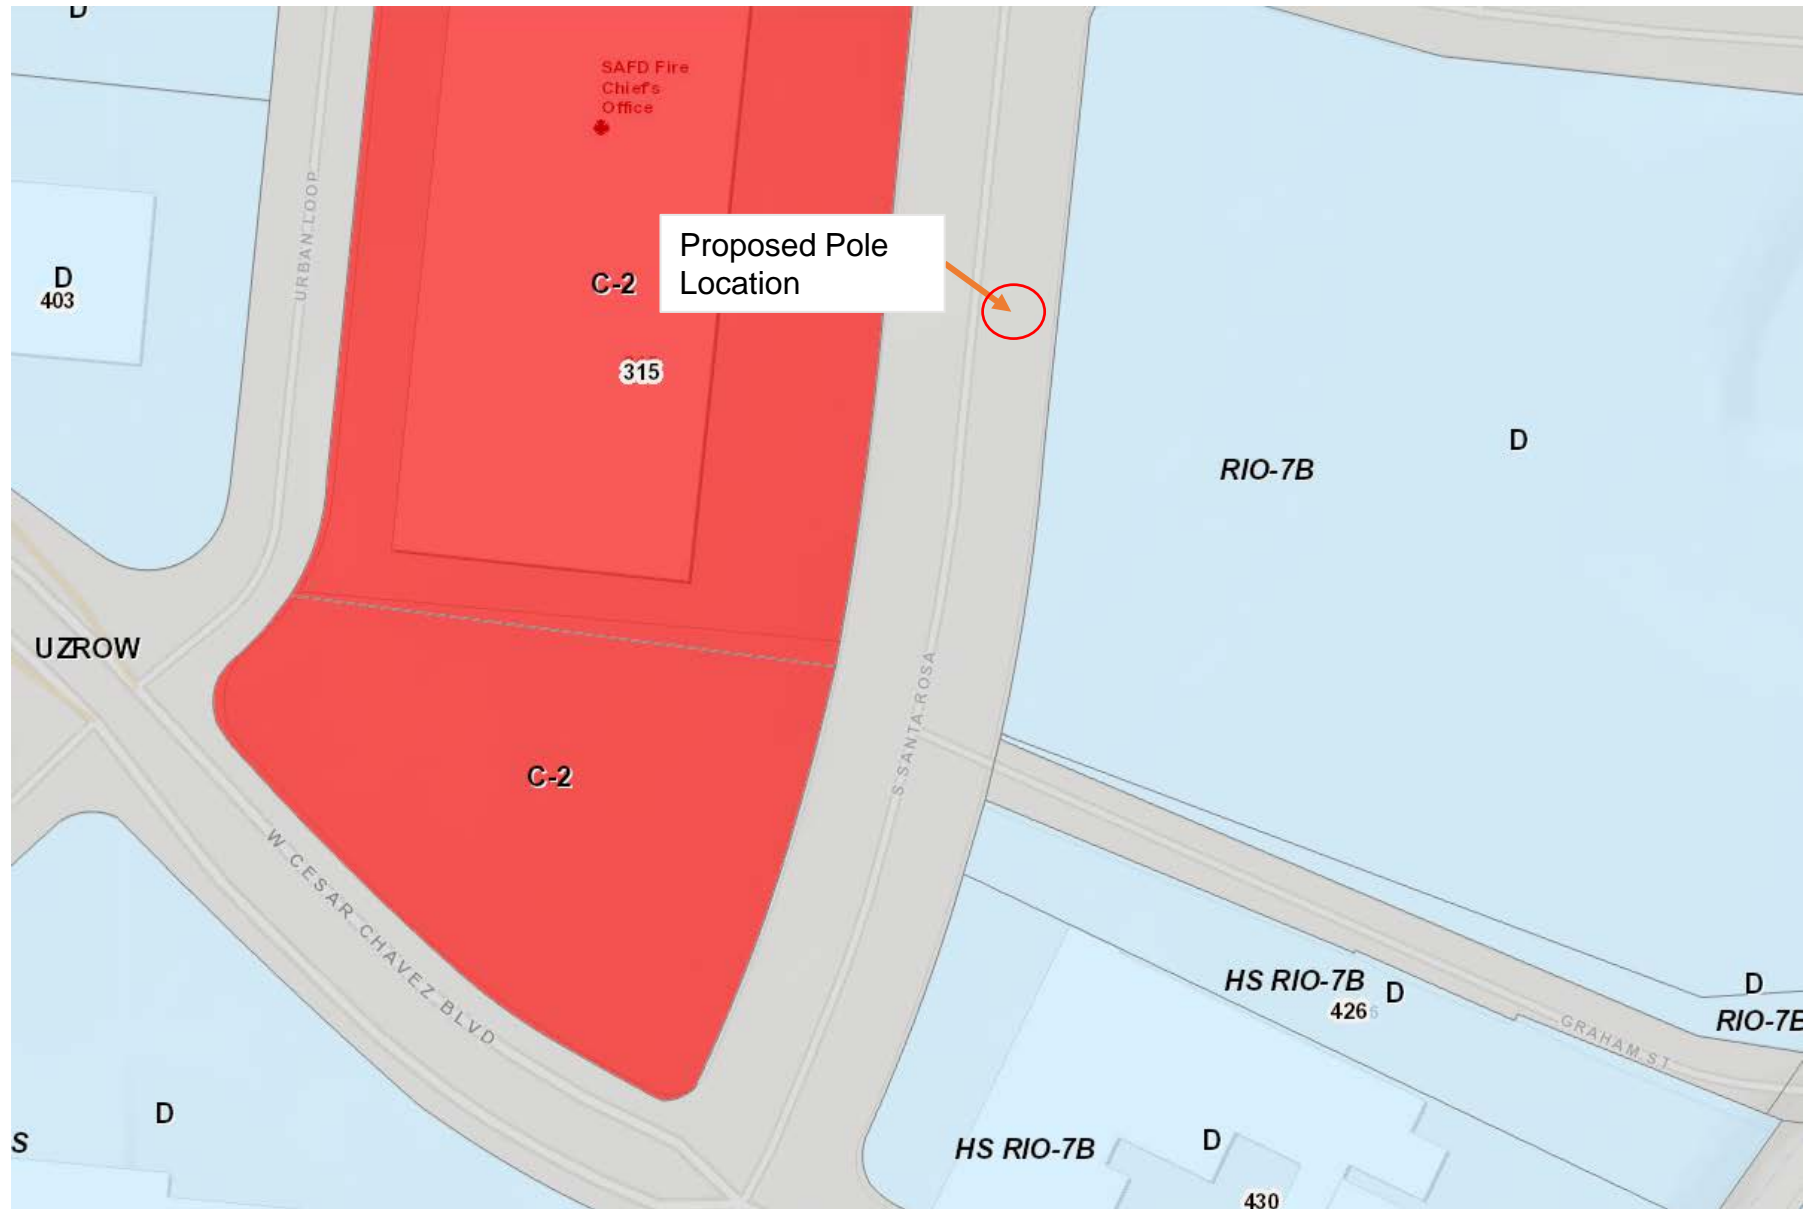 D
SAFD Fire
Chief's
Office
URBAN LOOP
Proposed Pole
Location
D
403
C-2
315
D
RIO-7B
UZROW
S SANTA ROSA
C-2
W CESAR CHAVEZ BLVD
HS RIO-7B D
426
D
RIO-7B
GRAHAM ST
D
S
HS RIO-7B
D
430